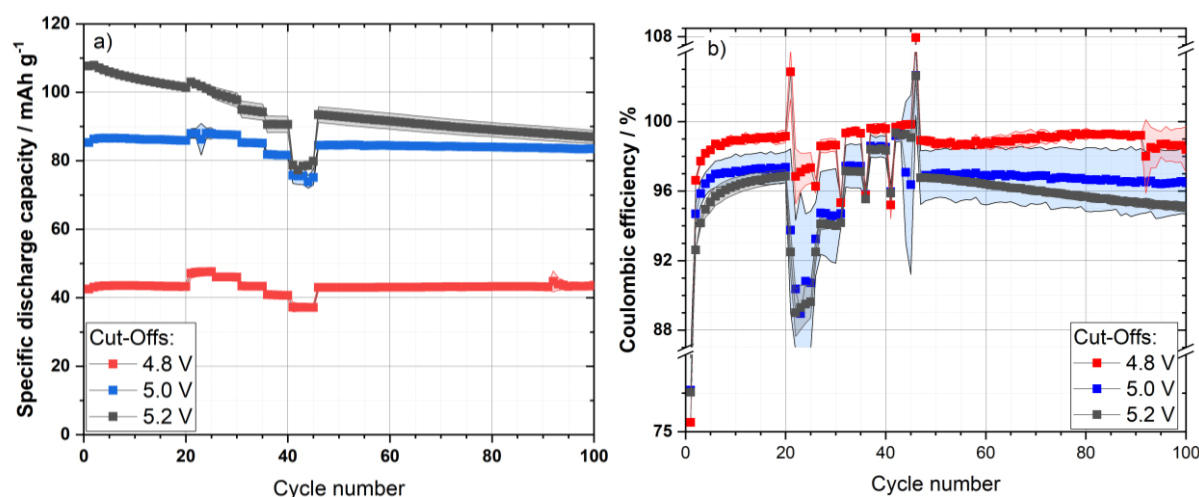 a)
Specific discharge capacity / mAh g⁻¹
120
100
80
60
40
20
0
Cut-Offs:
4.8 V
5.0 V
5.2 V
0 20 40 60 80 100
Cycle number
b)
Coulombic efficiency / %
108
100
96
92
88
75
Cut-Offs:
4.8 V
5.0 V
5.2 V
0 20 40 60 80 100
Cycle number